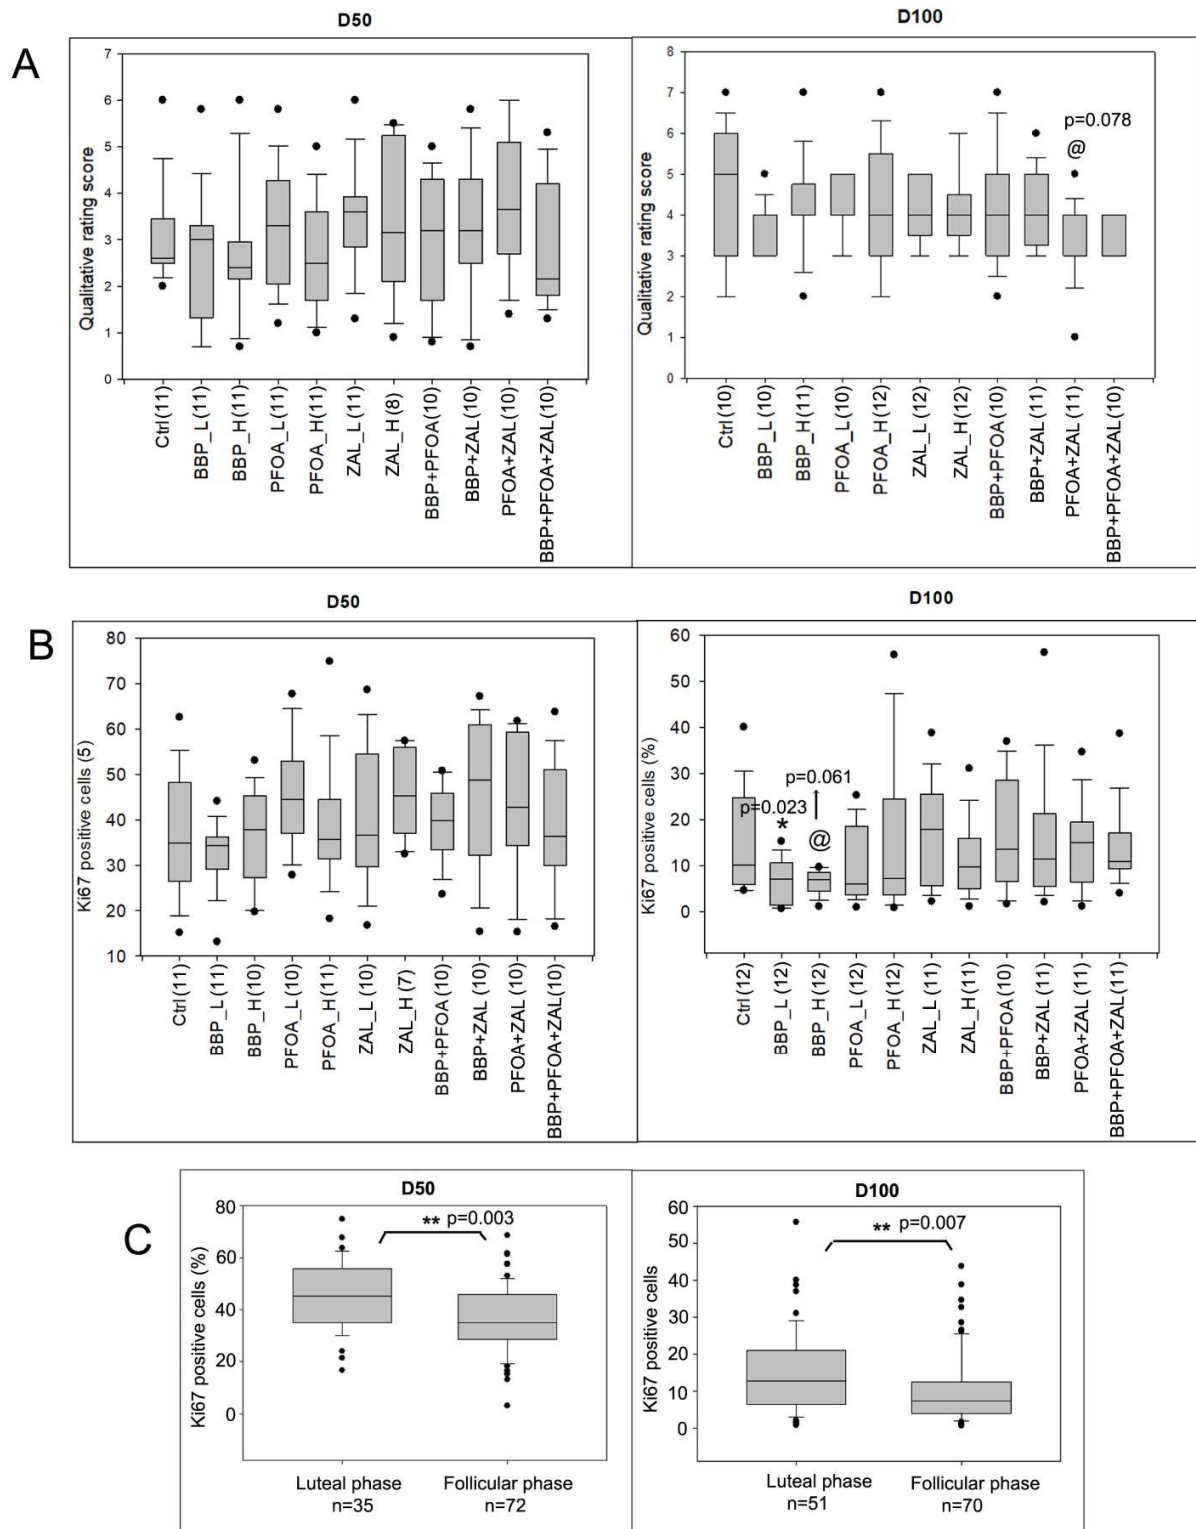 D50
D100
A
Qualitative rating score
7
6
5
4
3
2
1
0
Ctrl(11)
BBP_L(11)
BBP_H(11)
PFOA_L(11)
PFOA_H(11)
ZAL_L(11)
ZAL_H(8)
BBP+PFOA(10)
BBP+ZAL(10)
PFOA+ZAL(10)
BBP+PFOA+ZAL(10)
Qualitative rating score
8
7
6
5
4
3
2
1
0
p=0.078
@
Ctrl(10)
BBP_L(10)
BBP_H(11)
PFOA_L(10)
PFOA_H(12)
ZAL_L(12)
ZAL_H(12)
BBP+PFOA(10)
BBP+ZAL(11)
PFOA+ZAL(11)
BBP+PFOA+ZAL(10)
D50
D100
B
Ki67 positive cells (5)
80
70
60
50
40
30
20
10
Ctrl(11)
BBP_L(11)
BBP_H(10)
PFOA_L(10)
PFOA_H(11)
ZAL_L(10)
ZAL_H(7)
BBP+PFOA(10)
BBP+ZAL(10)
PFOA+ZAL(10)
BBP+PFOA+ZAL(10)
Ki67 positive cells (%)
60
50
40
30
20
10
0
p=0.061
p=0.023
*
@
Ctrl(12)
BBP_L(12)
BBP_H(12)
PFOA_L(12)
PFOA_H(12)
ZAL_L(11)
ZAL_H(11)
BBP+PFOA(10)
BBP+ZAL(11)
PFOA+ZAL(11)
BBP+PFOA+ZAL(11)
C
D50
Ki67 positive cells (%)
80
60
40
20
0
** p=0.003
Luteal phase
n=35
Follicular phase
n=72
D100
Ki67 positive cells
60
50
40
30
20
10
0
** p=0.007
Luteal phase
n=51
Follicular phase
n=70